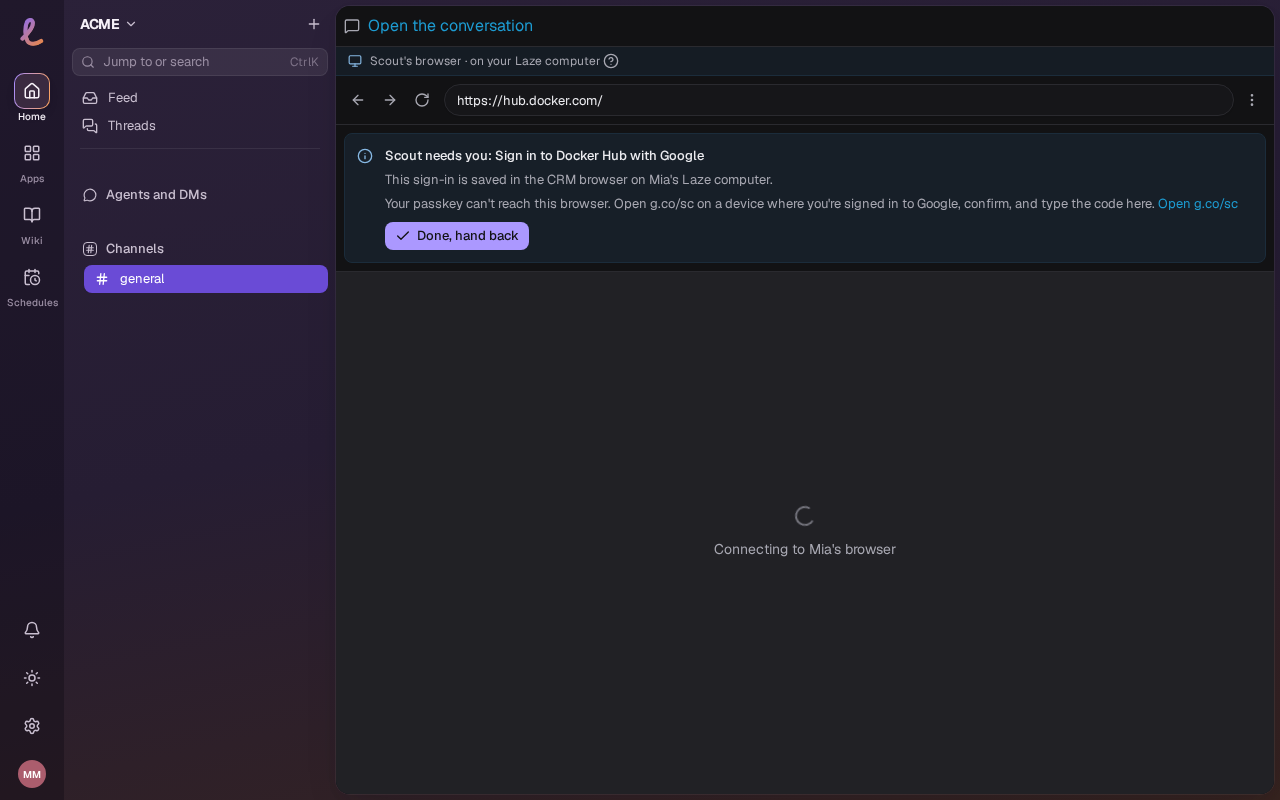 ACME
Jump to or search CtrlK
Home
Feed
Threads
Apps
Agents and DMs
Wiki
Channels
general
Schedules
MM
Open the conversation
Scout's browser · on your Laze computer
https://hub.docker.com/
Scout needs you: Sign in to Docker Hub with Google
This sign-in is saved in the CRM browser on Mia's Laze computer.
Your passkey can't reach this browser. Open g.co/sc on a device where you're signed in to Google, confirm, and type the code here. Open g.co/sc
Done, hand back
Connecting to Mia's browser